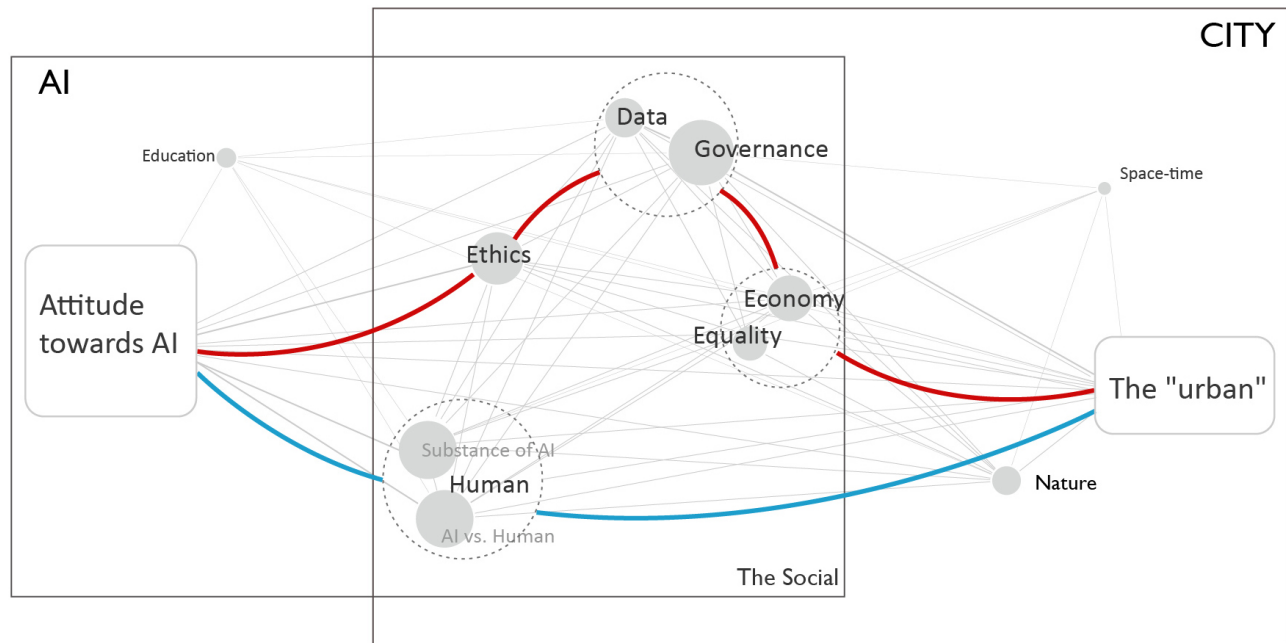 CITY
AI
Data
Education
Governance
Space-time
Ethics
Economy
Attitude
towards AI
Equality
The "urban"
Substance of AI
Human
Nature
AI vs. Human
The Social